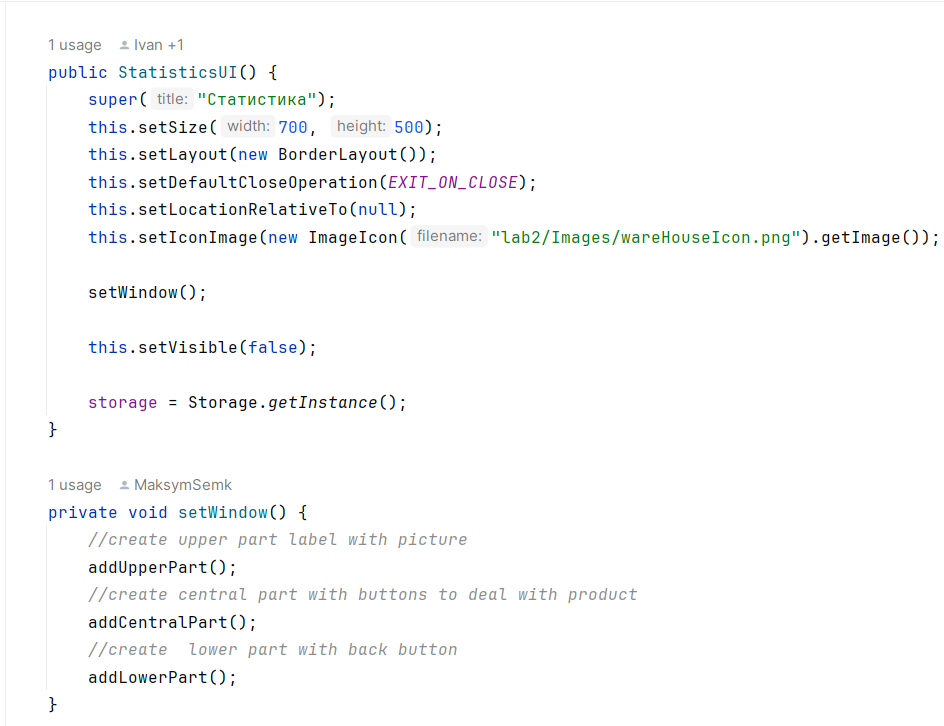 1 usage Ivan +1
public StatisticsUI() {
super( title: "Статистика");
this.setSize( width: 700, height: 500);
this.setLayout(new BorderLayout());
this.setDefaultCloseOperation(EXIT_ON_CLOSE);
this.setLocationRelativeTo(null);
this.setIconImage(new ImageIcon( filename: "lab2/Images/wareHouseIcon.png").getImage());
setWindow();
this.setVisible(false);
storage = Storage.getInstance();
}
1 usage MaksymSemk
private void setWindow() {
//create upper part label with picture
addUpperPart();
//create central part with buttons to deal with product
addCentralPart();
//create  lower part with back button
addLowerPart();
}